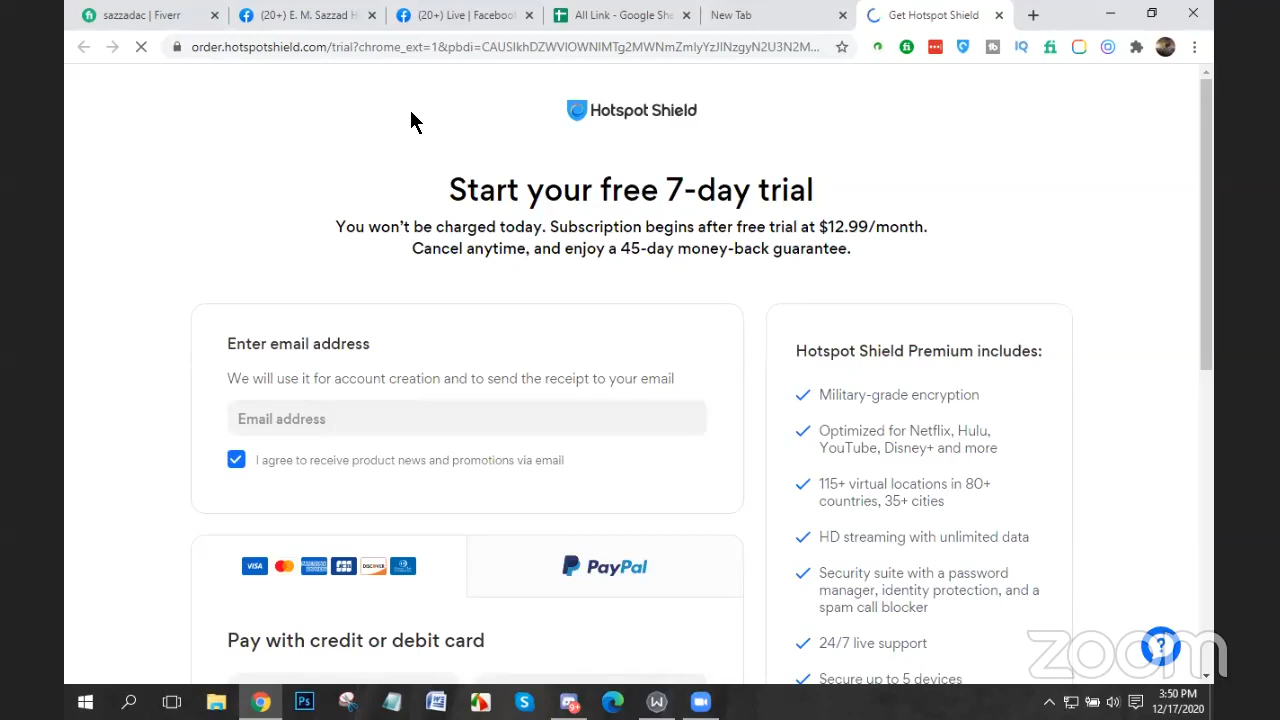 sazzadac | Fiverr
(20+) E. M. Sazzad H
(20+) Live | Facebool
All Link - Google She
New Tab
Get Hotspot Shield
order.hotspotshield.com/trial?chrome_ext=1&pbdi=CAUSIkhDZWVlOWNlMTg2MWNmZmIyYzJlNzgyN2U3N2M...
Hotspot Shield
Start your free 7-day trial
You won't be charged today. Subscription begins after free trial at $12.99/month.
Cancel anytime, and enjoy a 45-day money-back guarantee.
Enter email address
We will use it for account creation and to send the receipt to your email
Email address
I agree to receive product news and promotions via email
VISA
DISCOVER
PayPal
Pay with credit or debit card
Hotspot Shield Premium includes:
Military-grade encryption
Optimized for Netflix, Hulu,
YouTube, Disney+ and more
115+ virtual locations in 80+
countries, 35+ cities
HD streaming with unlimited data
Security suite with a password
manager, identity protection, and a
spam call blocker
24/7 live support
Secure up to 5 devices
zoom
3:50 PM
12/17/2020